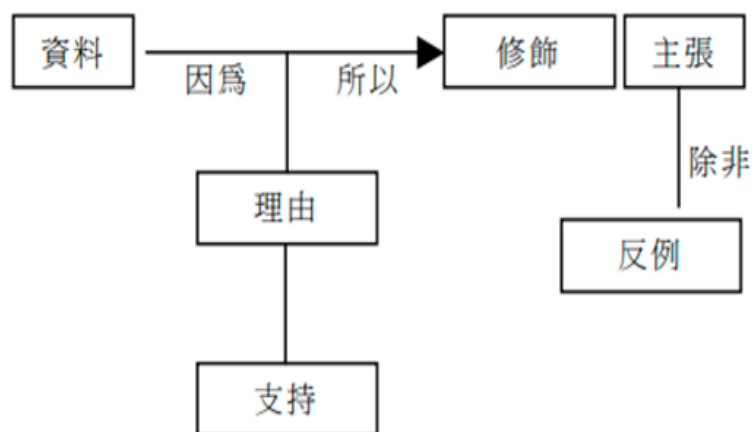 資料
因爲
所以
修飾
主張
除非
理由
反例
支持